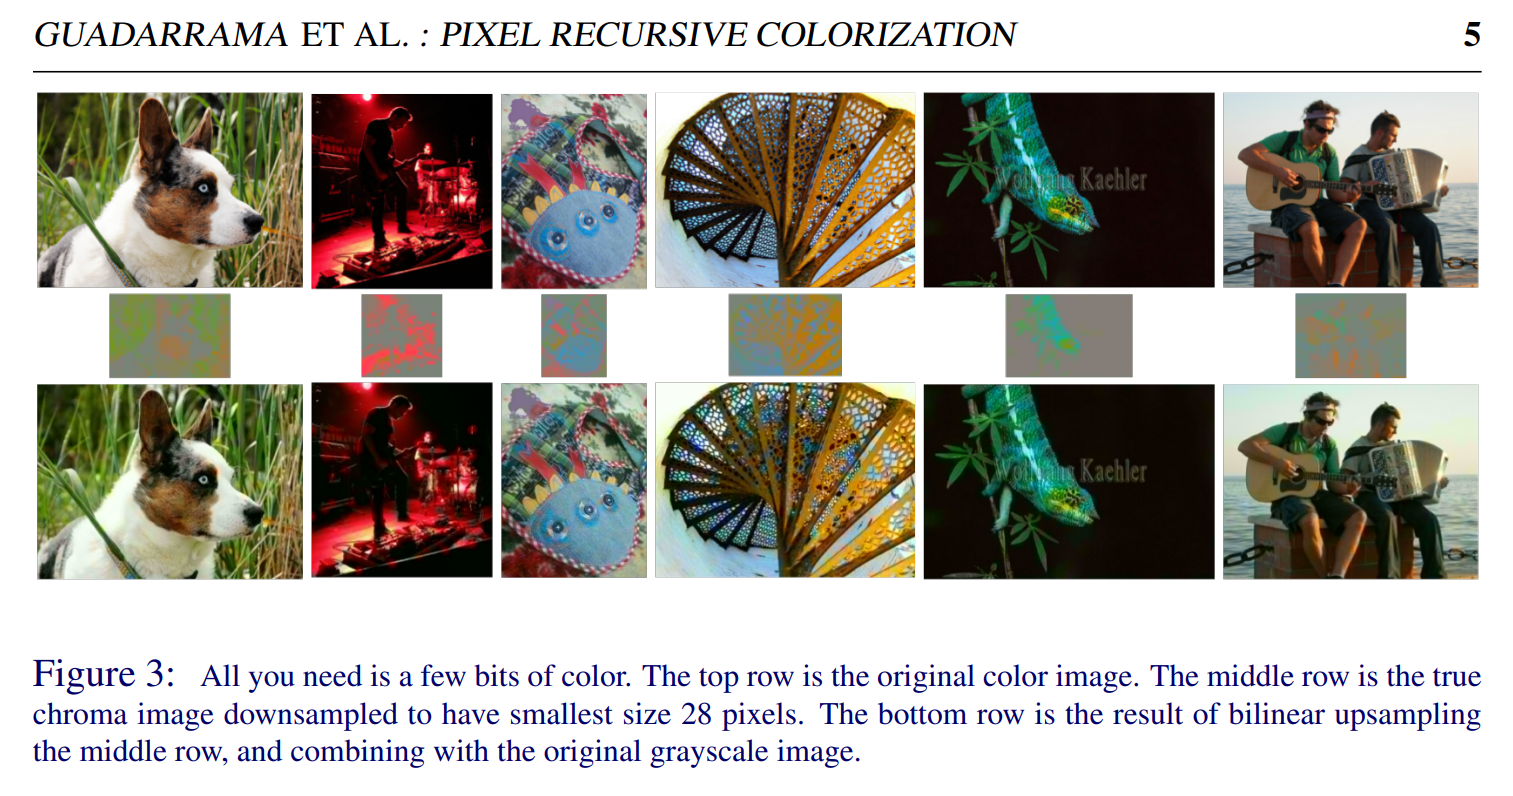 GUADARRAMA ET AL. : PIXEL RECURSIVE COLORIZATION 5
Wolfgang Kaehler
Wolfgang Kaehler
Figure 3: All you need is a few bits of color. The top row is the original color image. The middle row is the true
chroma image downsampled to have smallest size 28 pixels. The bottom row is the result of bilinear upsampling
the middle row, and combining with the original grayscale image.